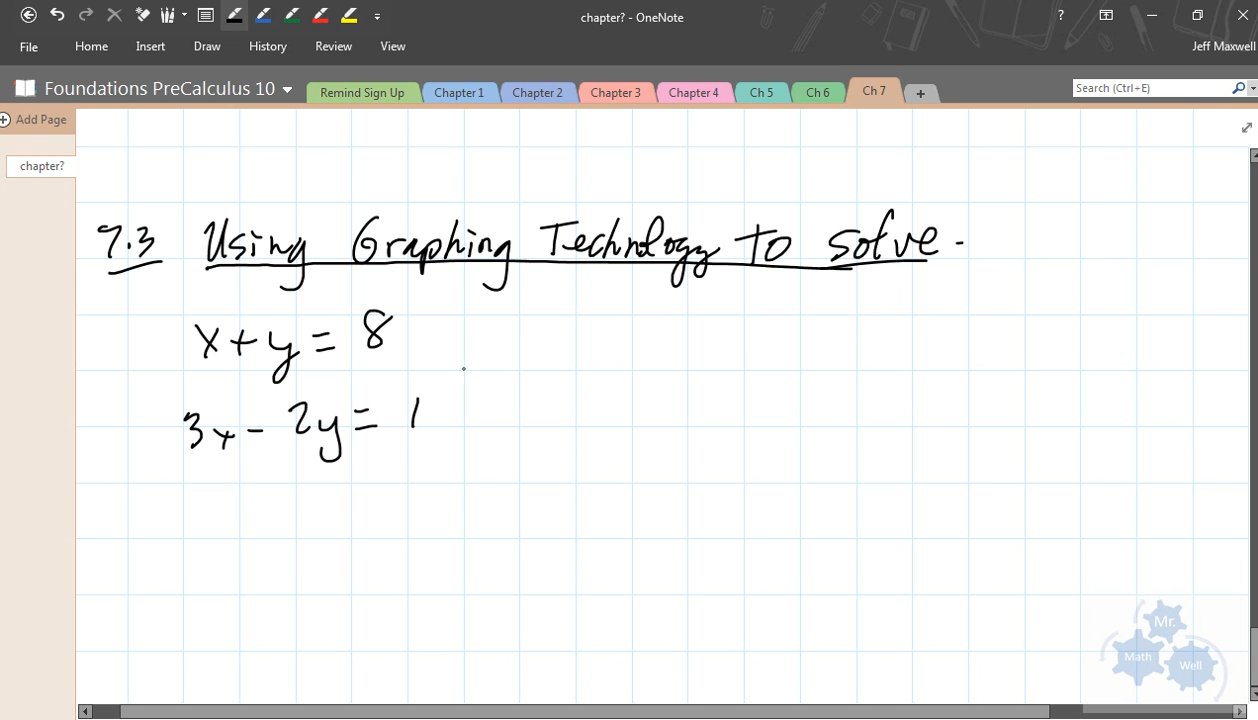 chapter? - OneNote
?
Jeff Maxwell
File Home Insert Draw History Review View
Foundations PreCalculus 10
Remind Sign Up Chapter 1 Chapter 2 Chapter 3 Chapter 4 Ch 5 Ch 6 Ch 7 +
Search (Ctrl+E)
Add Page
chapter?
7.3 Using Graphing Technology to solve.
x + y = 8
3x - 2y = 1
Mr.
Math Well